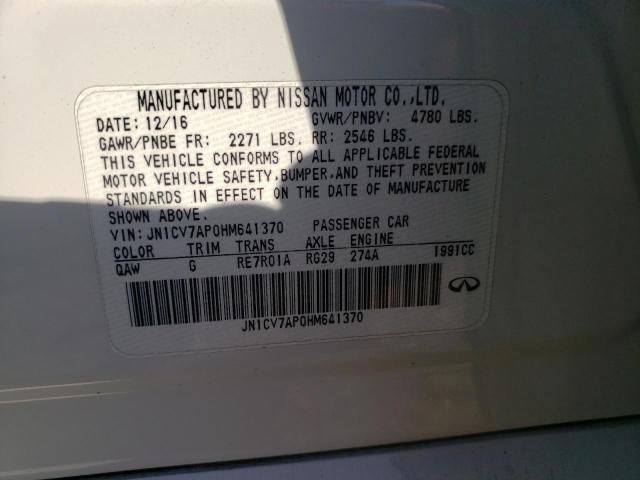 MANUFACTURED BY NISSAN MOTOR CO.,LTD.
DATE: 12/16 GVWR/PNBV: 4780 LBS.
GAWR/PNBE FR: 2271 LBS. RR: 2546 LBS.
THIS VEHICLE CONFORMS TO ALL APPLICABLE FEDERAL
MOTOR VEHICLE SAFETY,BUMPER,AND THEFT PREVENTION
STANDARDS IN EFFECT ON THE DATE OF MANUFACTURE
SHOWN ABOVE.
VIN:JN1CV7AP0HM641370 PASSENGER CAR
COLOR TRIM TRANS AXLE ENGINE
QAW G RE7R01A RG29 274A 1991CC
JN1CV7AP0HM641370